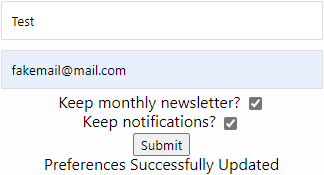 Test
fakemail@mail.com
Keep monthly newsletter?
Keep notifications?
Submit
Preferences Successfully Updated